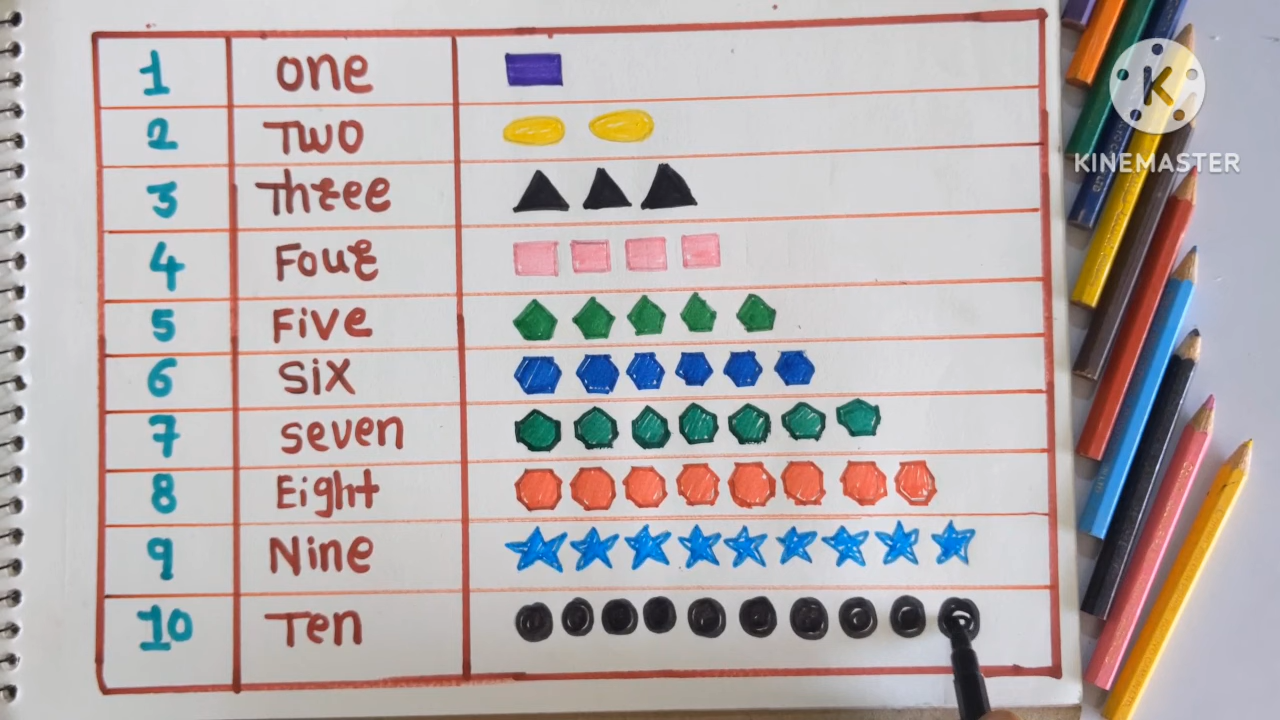 1 one
2 Two
3 Three
4 Four
5 Five
6 Six
7 seven
8 Eight
9 Nine
10 Ten
K
KINEMASTER